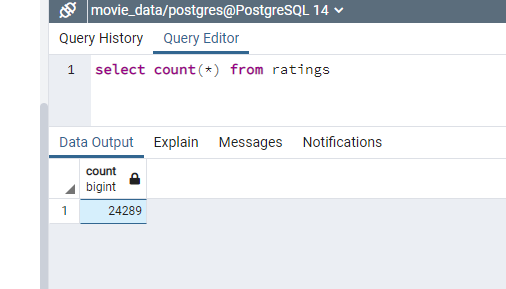 movie_data/postgres@PostgreSQL 14
Query History Query Editor
1 select count(*) from ratings
Data Output Explain Messages Notifications
count
bigint
1 24289